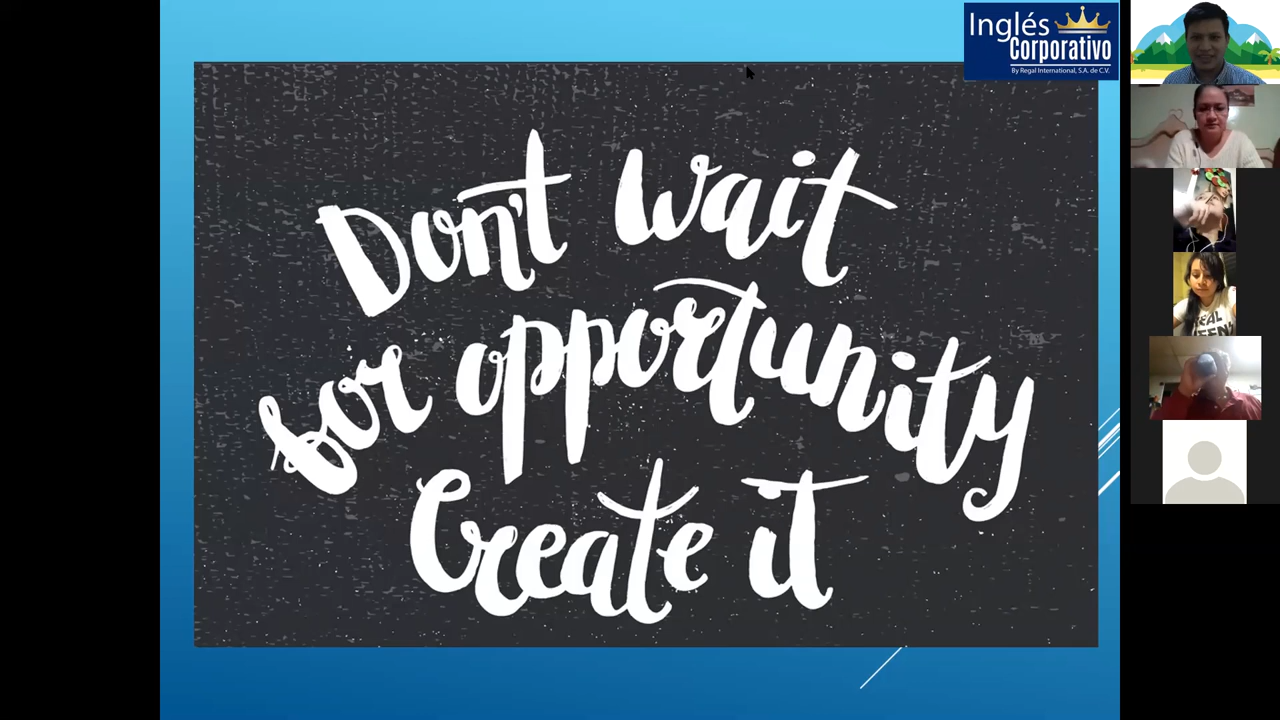 Inglés
Corporativo
By Regal International, S.A. de C.V.
Don't wait
for opportunity
Create it